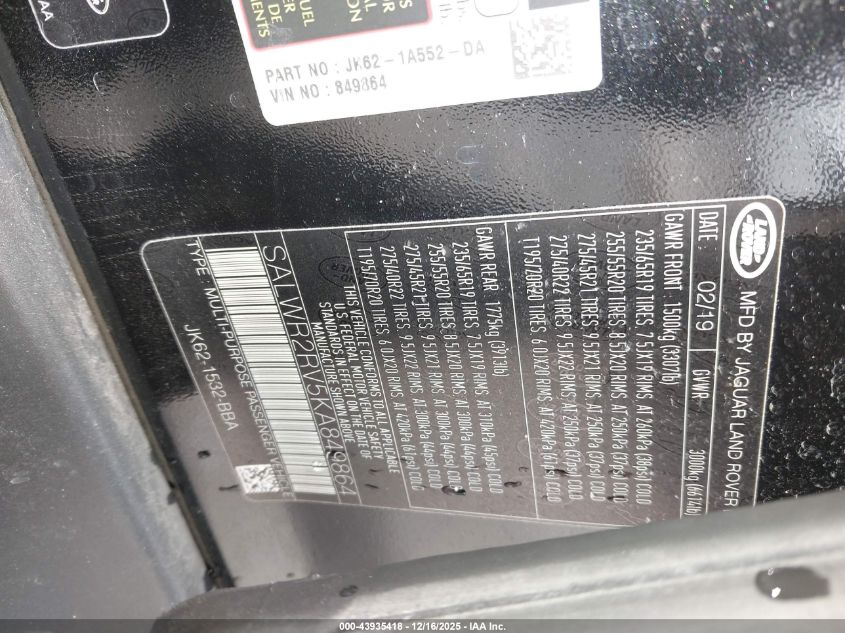 AA
UEL
ER
DE
MENTS
S
OR
AL
ON
PART NO : JK62-1A552-DA
VIN NO : 849864
LAND
ROVER
MFD BY JAGUAR LAND ROVER
DATE: 02/19 GVWR 3000kg (6614lb)
GAWR FRONT : 1500kg (3307lb)
235/65R19 TIRES, 7.5JX19 RIMS, AT 260kPa (38psi) COLD
255/55R20 TIRES, 8.5JX20 RIMS, AT 250kPa (37psi) COLD
275/45R21 TIRES, 9.5JX21 RIMS, AT 250kPa (37psi) COLD
275/40R22 TIRES, 9.5JX22 RIMS, AT 250kPa (37psi) COLD
T195/70R20 TIRES, 6.0JX20 RIMS, AT 420kPa (61psi) COLD
GAWR REAR : 1775kg (3913lb)
235/65R19 TIRES, 7.5JX19 RIMS, AT 310kPa (45psi) COLD
255/55R20 TIRES, 8.5JX20 RIMS, AT 300kPa (44psi) COLD
275/45R21 TIRES, 9.5JX21 RIMS, AT 300kPa (44psi) COLD
275/40R22 TIRES, 9.5JX22 RIMS, AT 300kPa (44psi) COLD
T195/70R20 TIRES, 6.0JX20 RIMS, AT 420kPa (61psi) COLD
THIS VEHICLE CONFORMS TO ALL APPLICABLE
U.S. FEDERAL MOTOR VEHICLE SAFETY
STANDARDS IN EFFECT ON THE DATE OF
MANUFACTURE SHOWN ABOVE
SALWR2RV5KA849864
TYPE: MULTI-PURPOSE PASSENGER VEHICLE
JK62-1532-BBA
000-43935418 - 12/16/2025 - IAA Inc.